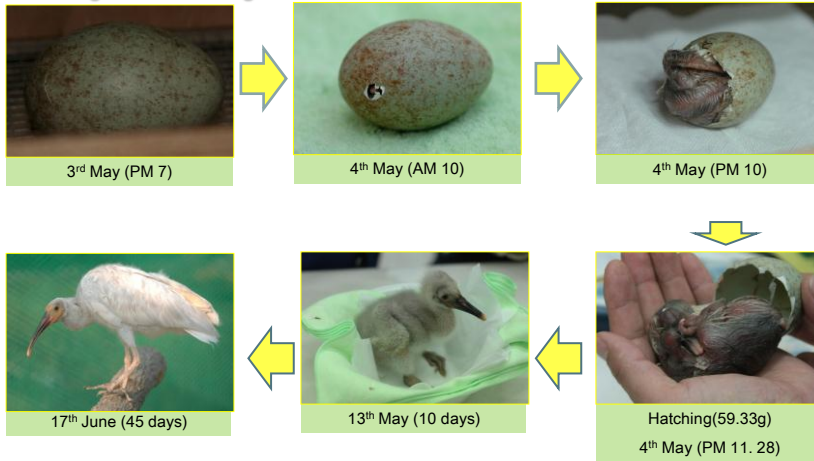 3rd May (PM 7)
4th May (AM 10)
4th May (PM 10)
Hatching(59.33g)
4th May (PM 11. 28)
13th May (10 days)
17th June (45 days)